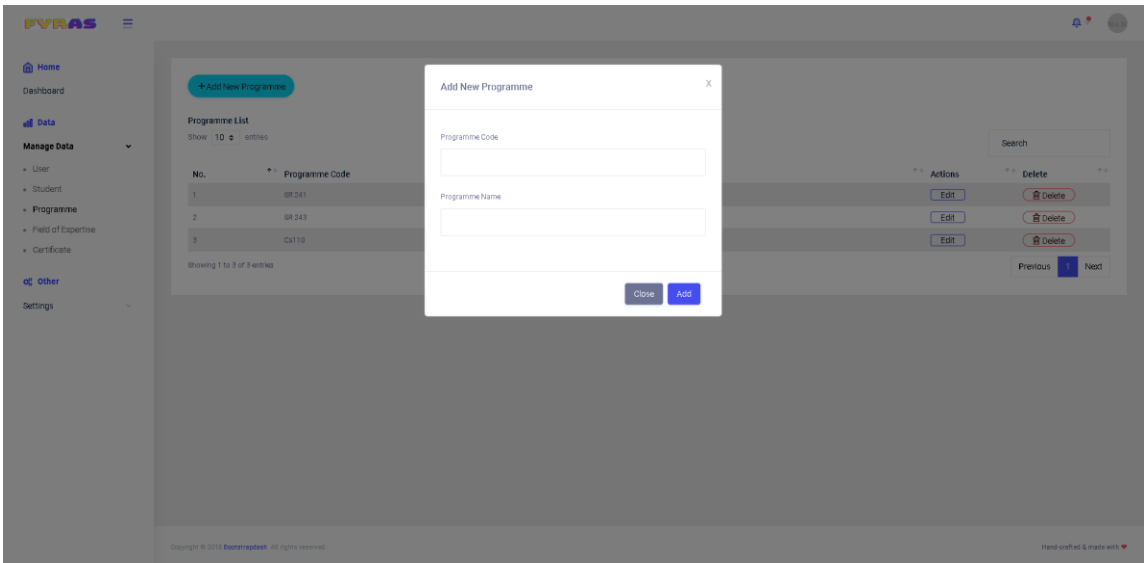 FYRAS
Home
Dashboard
Data
Manage Data
User
Student
Programme
Field of Expertise
Certificate
Other
Settings
+Add New Programme
Programme List
Show 10 entries
Search
No. Programme Code Actions Delete
1 GR 241 Edit Delete
2 GR 243 Edit Delete
3 Cs110 Edit Delete
Showing 1 to 3 of 3 entries
Previous 1 Next
Add New Programme X
Programme Code
Programme Name
Close Add
Copyright © 2018 Bootstrapdash. All rights reserved.
Hand-crafted & made with